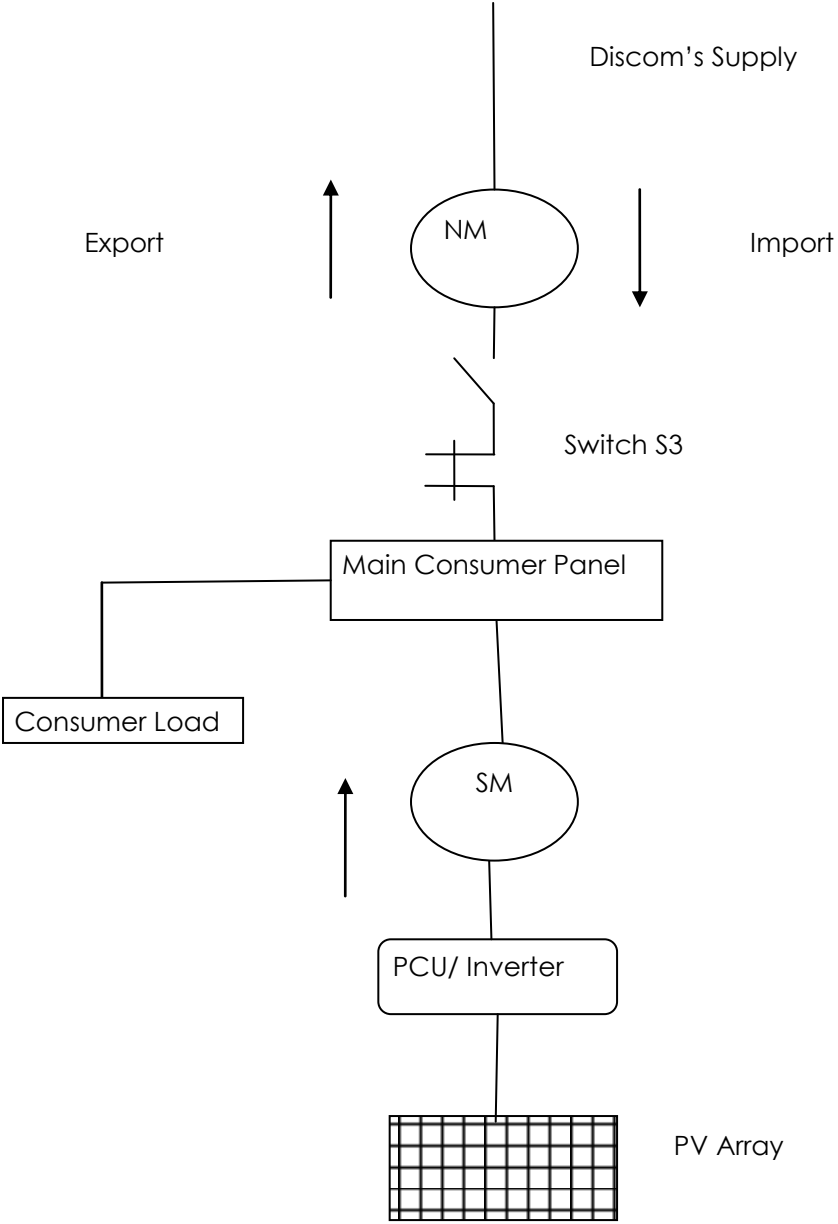 Discom’s Supply
NM
Export
Import
Switch S3
Main Consumer Panel
Consumer Load
SM
PCU/ Inverter
PV Array